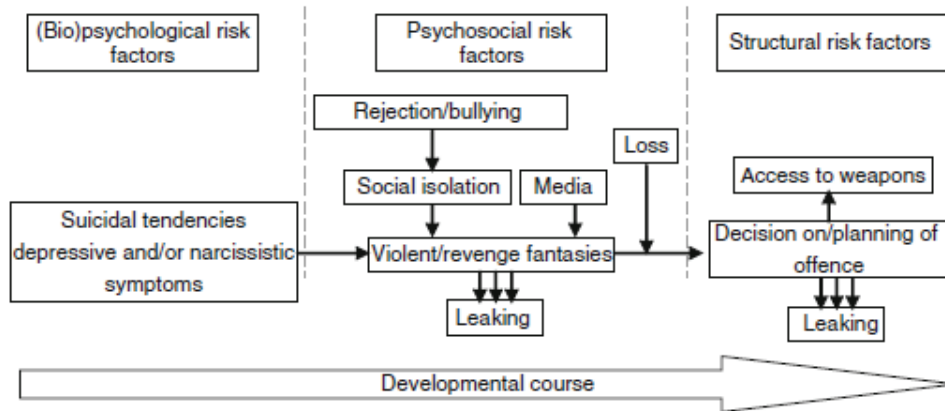 (Bio)psychological risk
factors
Psychosocial risk
factors
Structural risk factors
Rejection/bullying
Loss
Social isolation
Media
Access to weapons
Suicidal tendencies
depressive and/or narcissistic
symptoms
Violent/revenge fantasies
Decision on/planning of
offence
Leaking
Leaking
Developmental course